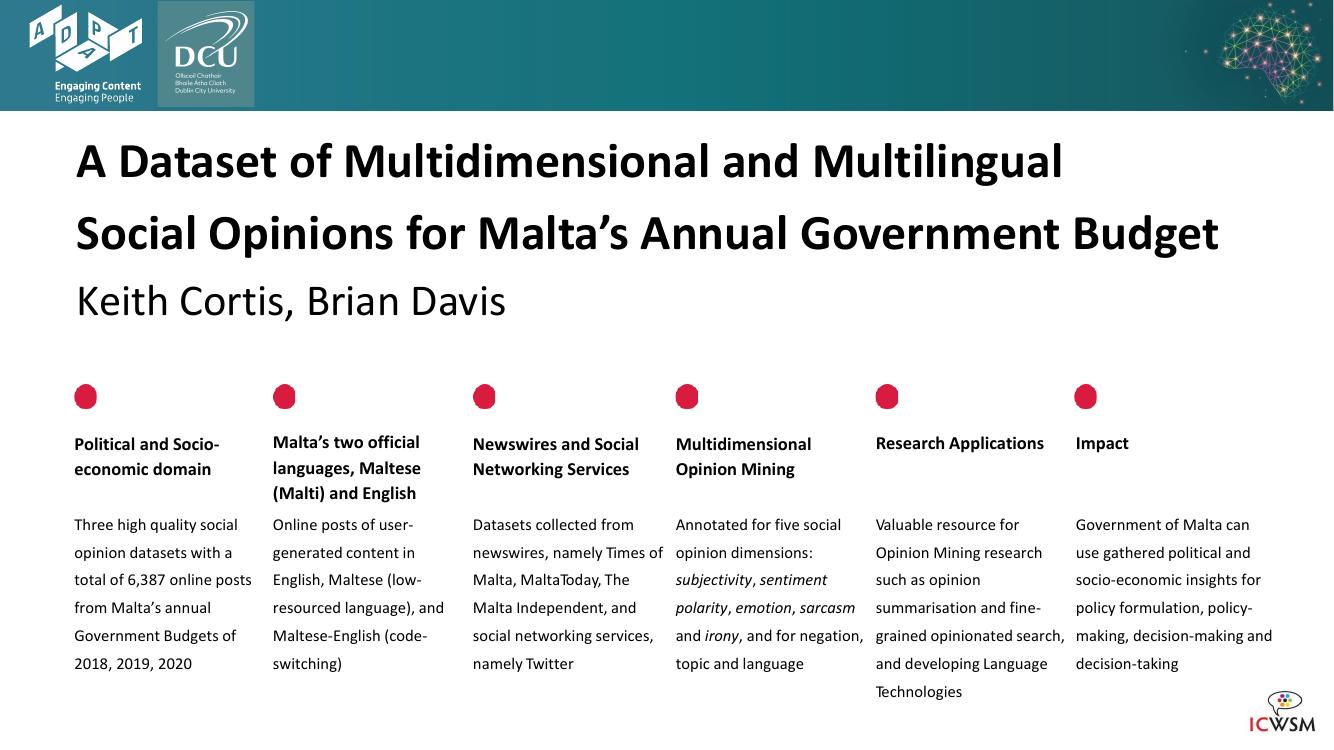 ADAPT
Engaging Content
Engaging People
DCU
Ollscoil Chathair
Bhaile Átha Cliath
Dublin City University
A Dataset of Multidimensional and Multilingual
Social Opinions for Malta’s Annual Government Budget
Keith Cortis, Brian Davis
Political and Socio-
economic domain
Three high quality social
opinion datasets with a
total of 6,387 online posts
from Malta’s annual
Government Budgets of
2018, 2019, 2020
Malta’s two official
languages, Maltese
(Malti) and English
Online posts of user-
generated content in
English, Maltese (low-
resourced language), and
Maltese-English (code-
switching)
Newswires and Social
Networking Services
Datasets collected from
newswires, namely Times of
Malta, MaltaToday, The
Malta Independent, and
social networking services,
namely Twitter
Multidimensional
Opinion Mining
Annotated for five social
opinion dimensions:
subjectivity, sentiment
polarity, emotion, sarcasm
and irony, and for negation,
topic and language
Research Applications
Valuable resource for
Opinion Mining research
such as opinion
summarisation and fine-
grained opinionated search,
and developing Language
Technologies
Impact
Government of Malta can
use gathered political and
socio-economic insights for
policy formulation, policy-
making, decision-making and
decision-taking
ICWSM